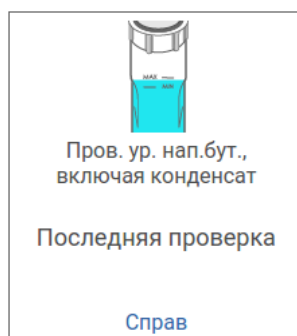 MAX
MIN
Пров. ур. нап.бут.,
включая конденсат
Последняя проверка
Справ